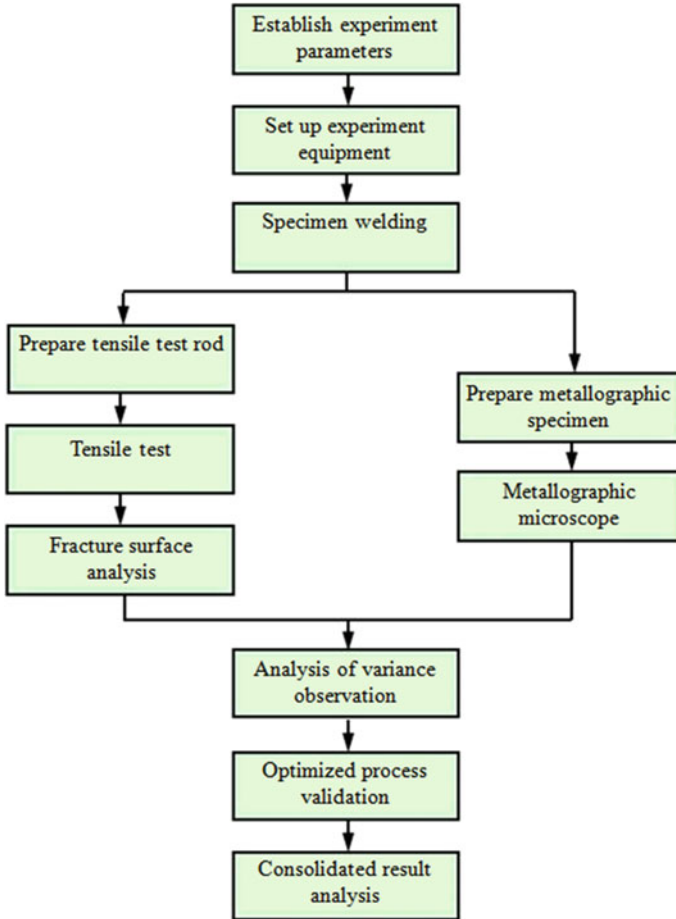 Establish experiment
parameters
Set up experiment
equipment
Specimen welding
Prepare tensile test rod
Tensile test
Fracture surface
analysis
Prepare metallographic
specimen
Metallographic
microscope
Analysis of variance
observation
Optimized process
validation
Consolidated result
analysis